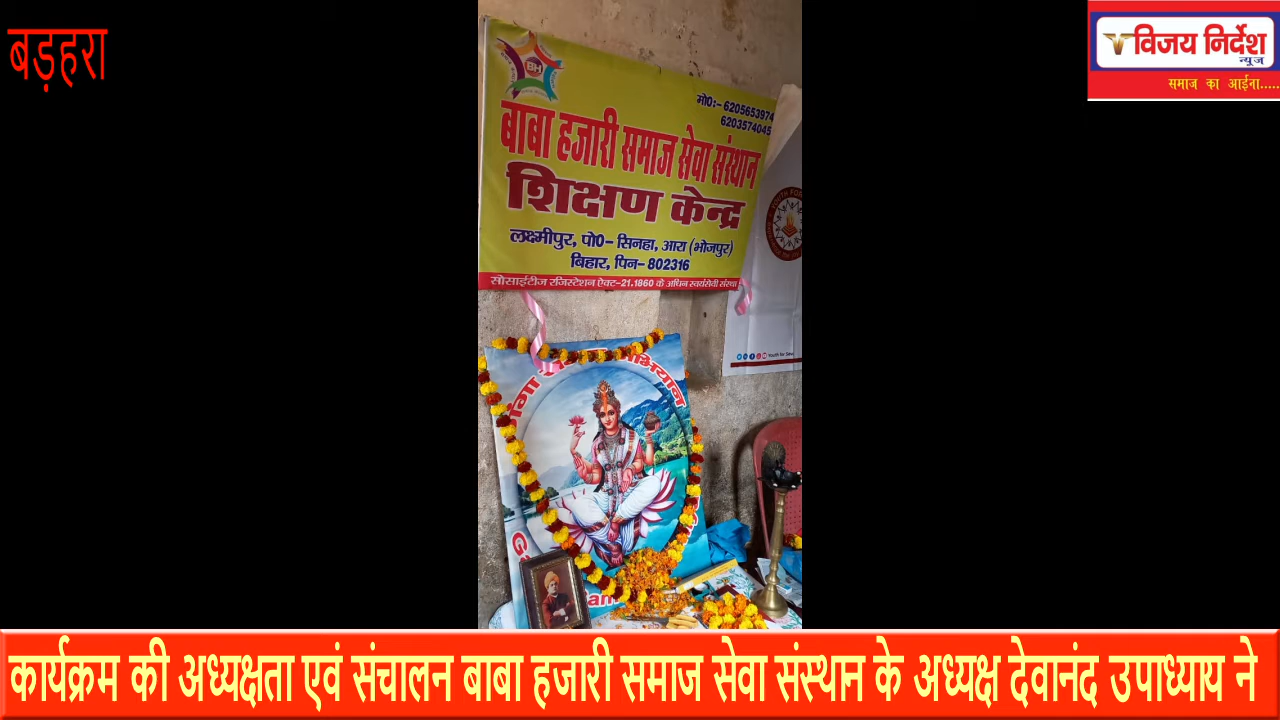 बड़हरा
विजय निर्देश
न्यूज
समाज का आईना.....
BH
मो0:- 6205653974
6203574045
बाबा हजारी समाज सेवा संस्थान
शिक्षण केन्द्र
लक्ष्मीपुर, पो0- सिनहा, आरा (भोजपुर)
बिहार, पिन- 802316
सोसाईटीज रजिस्टेशन ऐक्ट-21,1860 के अधिन स्वयंसेवी संस्था
कार्यक्रम की अध्यक्षता एवं संचालन बाबा हजारी समाज सेवा संस्थान के अध्यक्ष देवानंद उपाध्याय ने